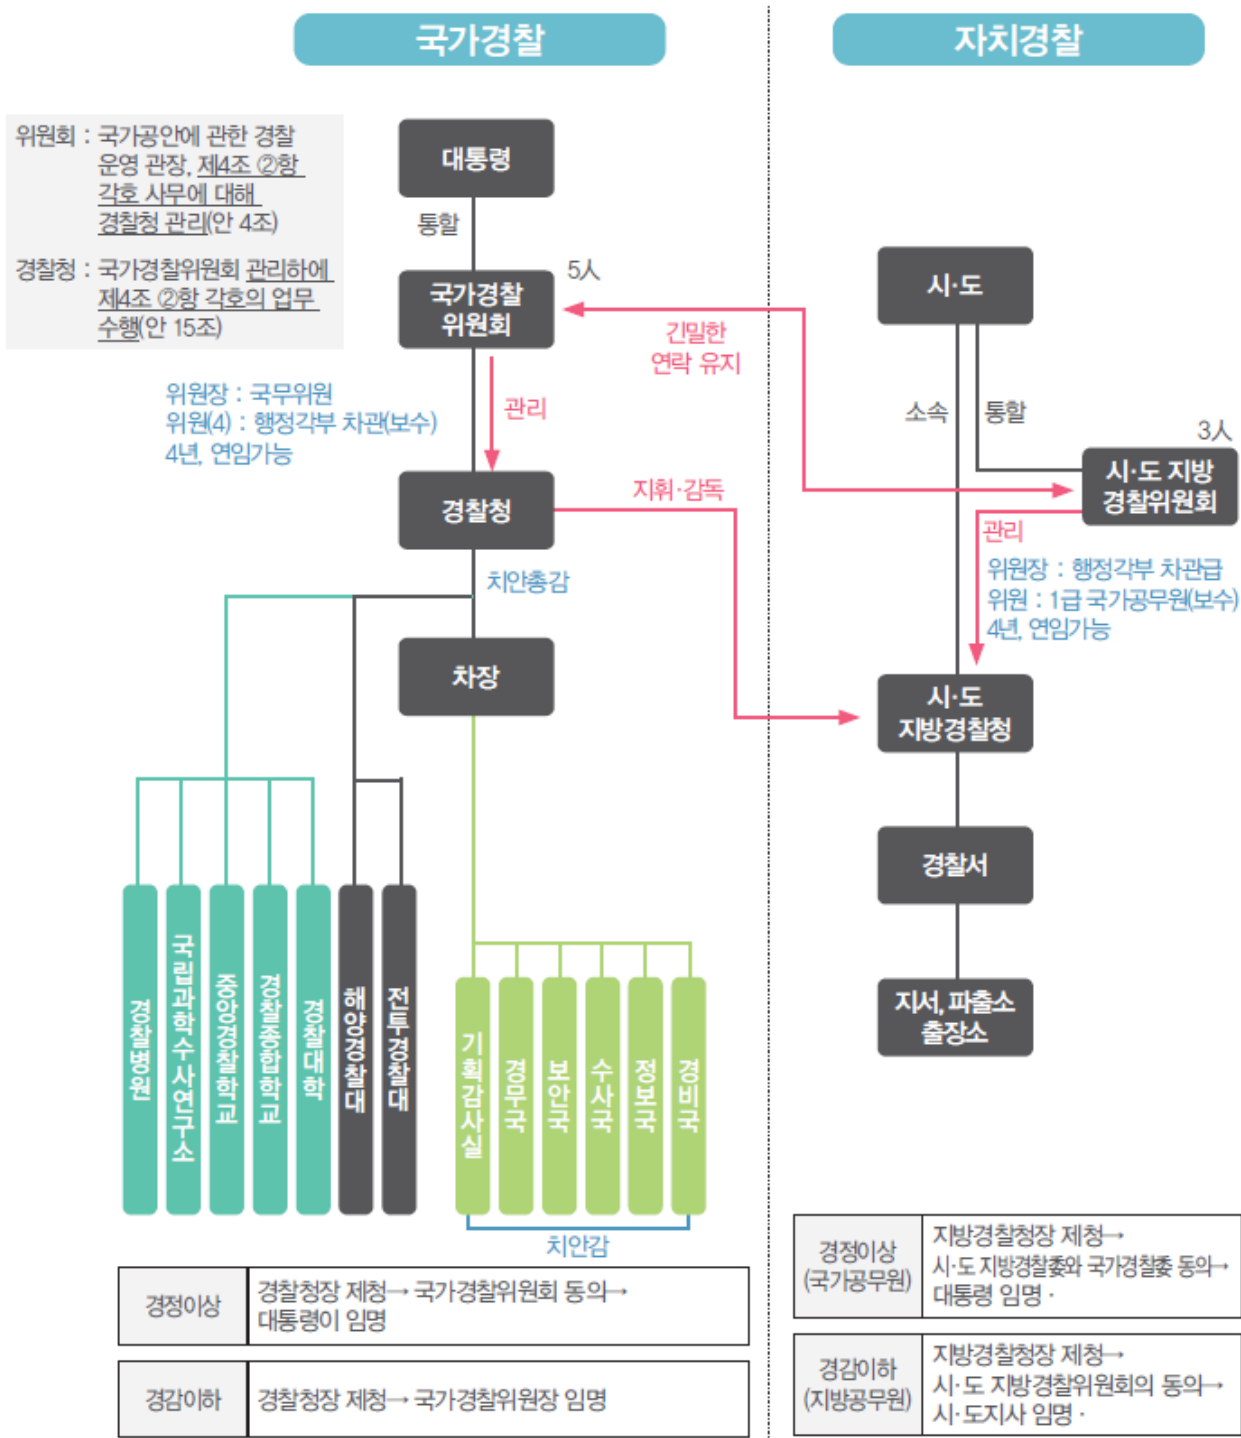 국가경찰
자치경찰
위원회 : 국가공안에 관한 경찰
운영 관장, 제4조 ②항
각호 사무에 대해
경찰청 관리(안 4조)
경찰청 : 국가경찰위원회 관리하에
제4조 ②항 각호의 업무
수행(안 15조)
대통령
통할
국가경찰
위원회
5人
긴밀한
연락 유지
위원장 : 국무위원
위원(4) : 행정각부 차관(보수)
4년, 연임가능
관리
경찰청
지휘·감독
치안총감
차장
경찰병원
국립과학수사연구소
중앙경찰학교
경찰종합학교
경찰대학
해양경찰대
전투경찰대
기획감사실
경무국
보안국
수사국
정보국
경비국
치안감
경정이상
경찰청장 제청→ 국가경찰위원회 동의→
대통령이 임명
경감이하
경찰청장 제청→ 국가경찰위원장 임명
시·도
소속
통할
3人
시·도 지방
경찰위원회
관리
위원장 : 행정각부 차관급
위원 : 1급 국가공무원(보수)
4년, 연임가능
시·도
지방경찰청
경찰서
지서, 파출소
출장소
경정이상
(국가공무원)
지방경찰청장 제청→
시·도 지방경찰委와 국가경찰委 동의→
대통령 임명 ·
경감이하
(지방공무원)
지방경찰청장 제청→
시·도 지방경찰위원회의 동의→
시·도지사 임명 ·